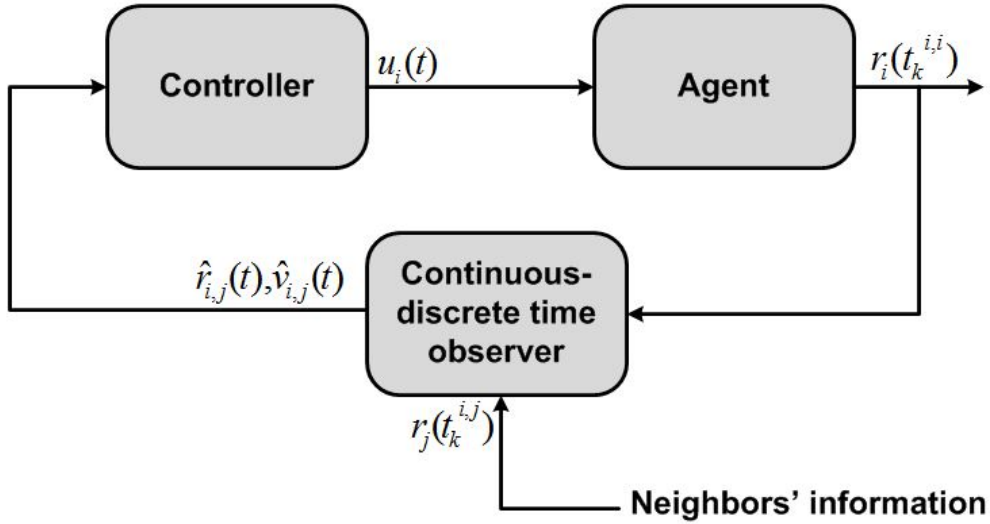 Controller
u_i(t)
Agent
r_i(t_k^{i,i})
r̂_{i,j}(t),v̂_{i,j}(t)
Continuous-
discrete time
observer
r_j(t_k^{i,j})
Neighbors’ information